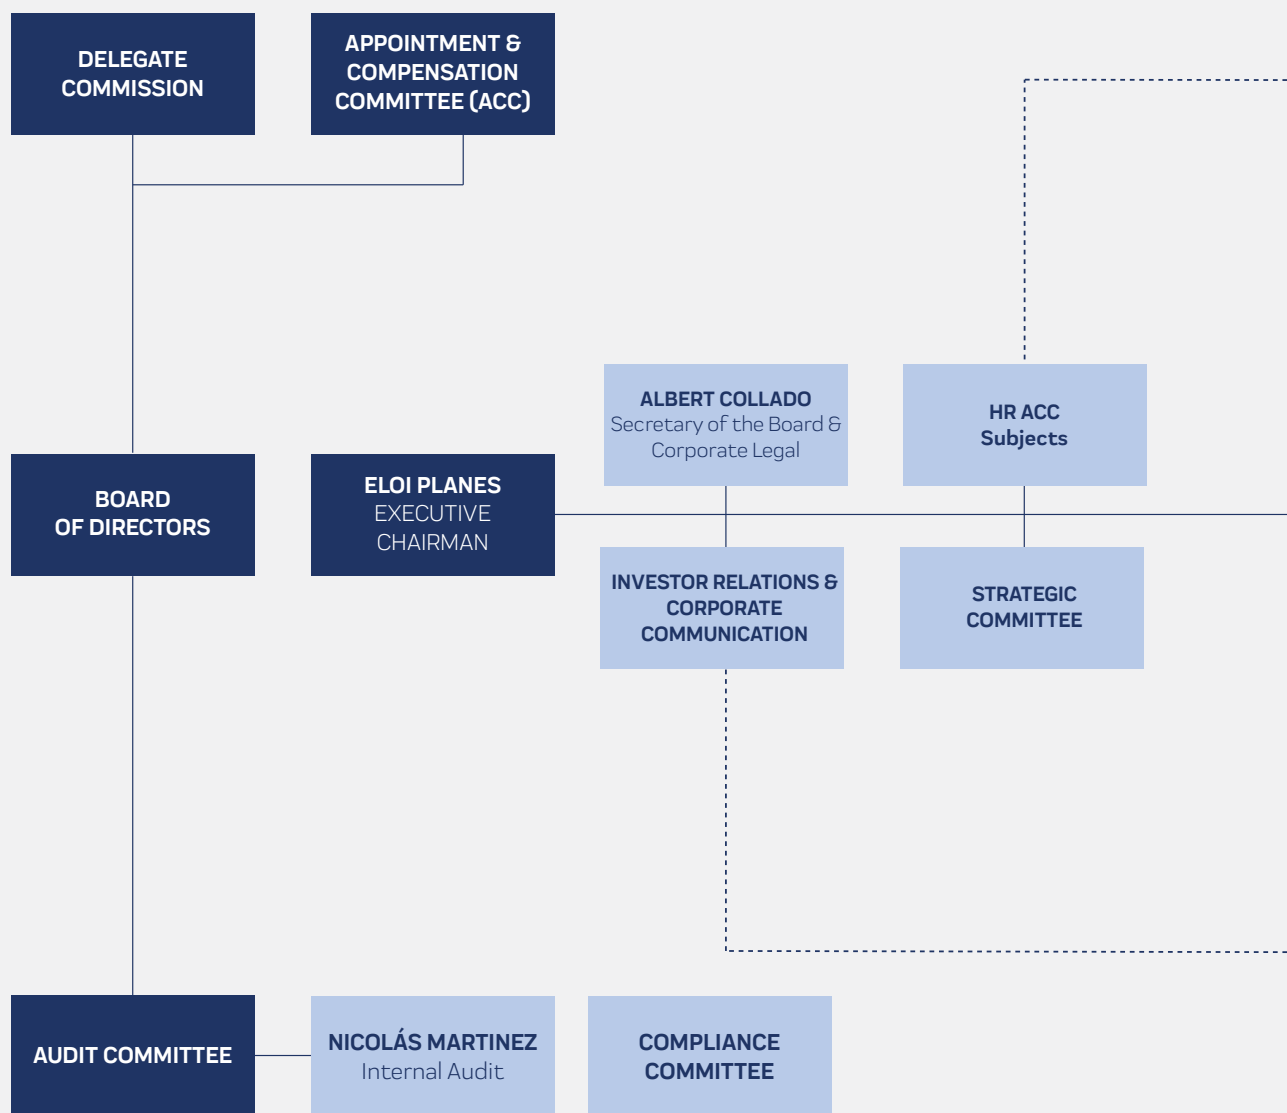 DELEGATE
COMMISSION
APPOINTMENT &
COMPENSATION
COMMITTEE (ACC)
ALBERT COLLADO
Secretary of the Board &
Corporate Legal
HR ACC
Subjects
BOARD
OF DIRECTORS
ELOI PLANES
EXECUTIVE
CHAIRMAN
INVESTOR RELATIONS &
CORPORATE
COMMUNICATION
STRATEGIC
COMMITTEE
AUDIT COMMITTEE
NICOLÁS MARTINEZ
Internal Audit
COMPLIANCE
COMMITTEE